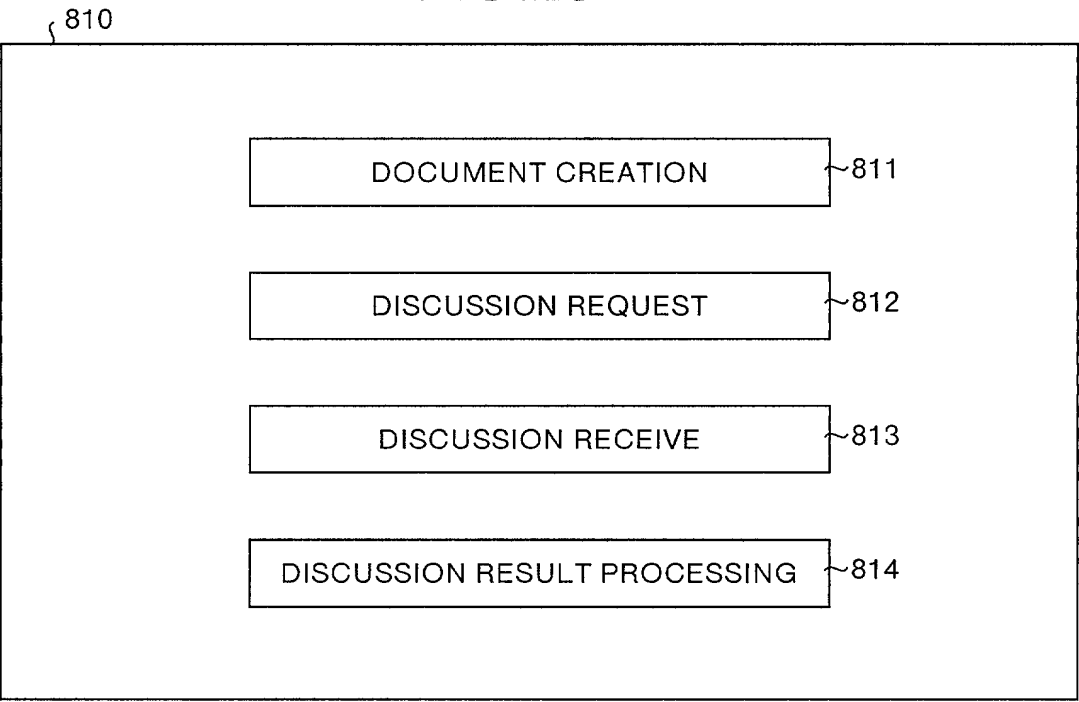 810
DOCUMENT CREATION 811
DISCUSSION REQUEST 812
DISCUSSION RECEIVE 813
DISCUSSION RESULT PROCESSING 814